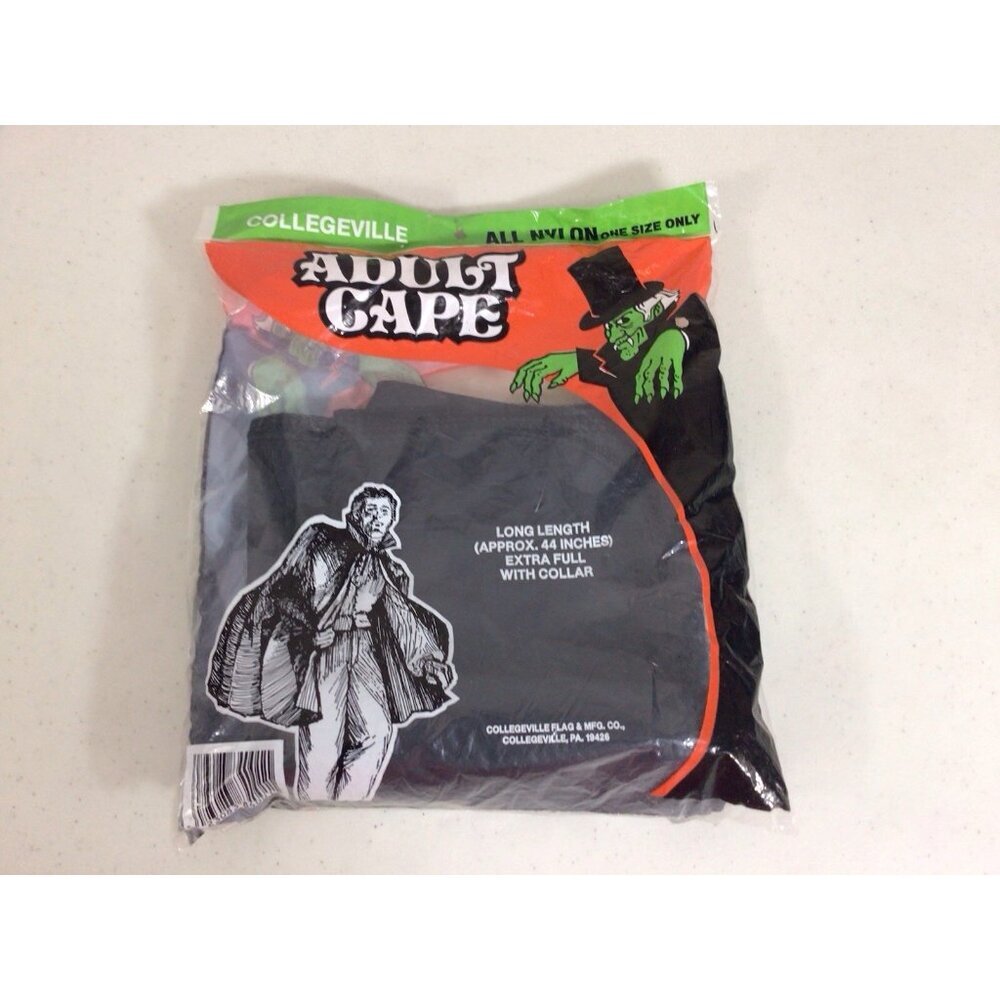 COLLEGEVILLE
ALL NYLON ONE SIZE ONLY
ADULT
CAPE
LONG LENGTH
(APPROX. 44 INCHES)
EXTRA FULL
WITH COLLAR
COLLEGEVILLE FLAG & MFG. CO.,
COLLEGEVILLE, PA. 19426